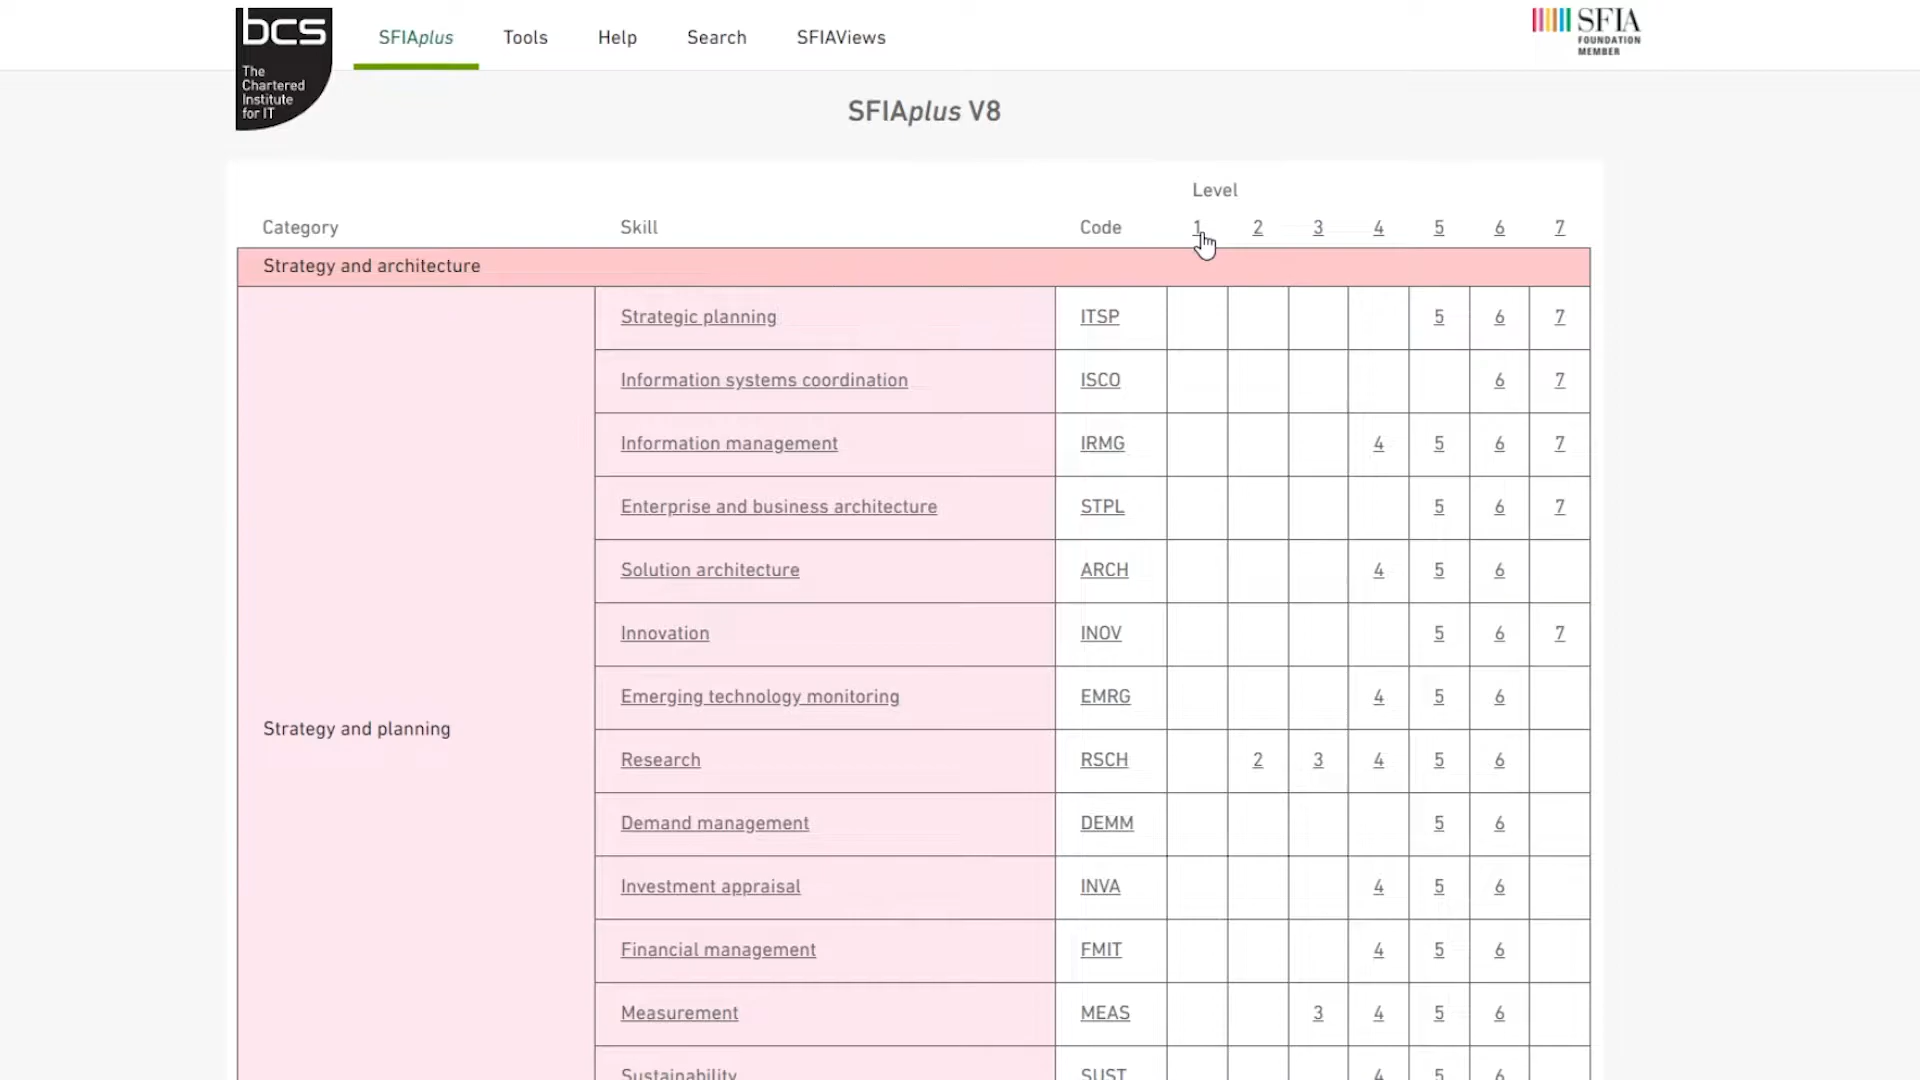 bcs
The
Chartered
Institute
for IT
SFIAplus Tools Help Search SFIAViews
SFIA
FOUNDATION
MEMBER
SFIAplus V8
Level
Category Skill Code 1 2 3 4 5 6 7
Strategy and architecture
Strategy and planning
Strategic planning ITSP 5 6 7
Information systems coordination ISCO 6 7
Information management IRMG 4 5 6 7
Enterprise and business architecture STPL 5 6 7
Solution architecture ARCH 4 5 6
Innovation INOV 5 6 7
Emerging technology monitoring EMRG 4 5 6
Research RSCH 2 3 4 5 6
Demand management DEMM 5 6
Investment appraisal INVA 4 5 6
Financial management FMIT 4 5 6
Measurement MEAS 3 4 5 6
Sustainability SUST 4 5 6